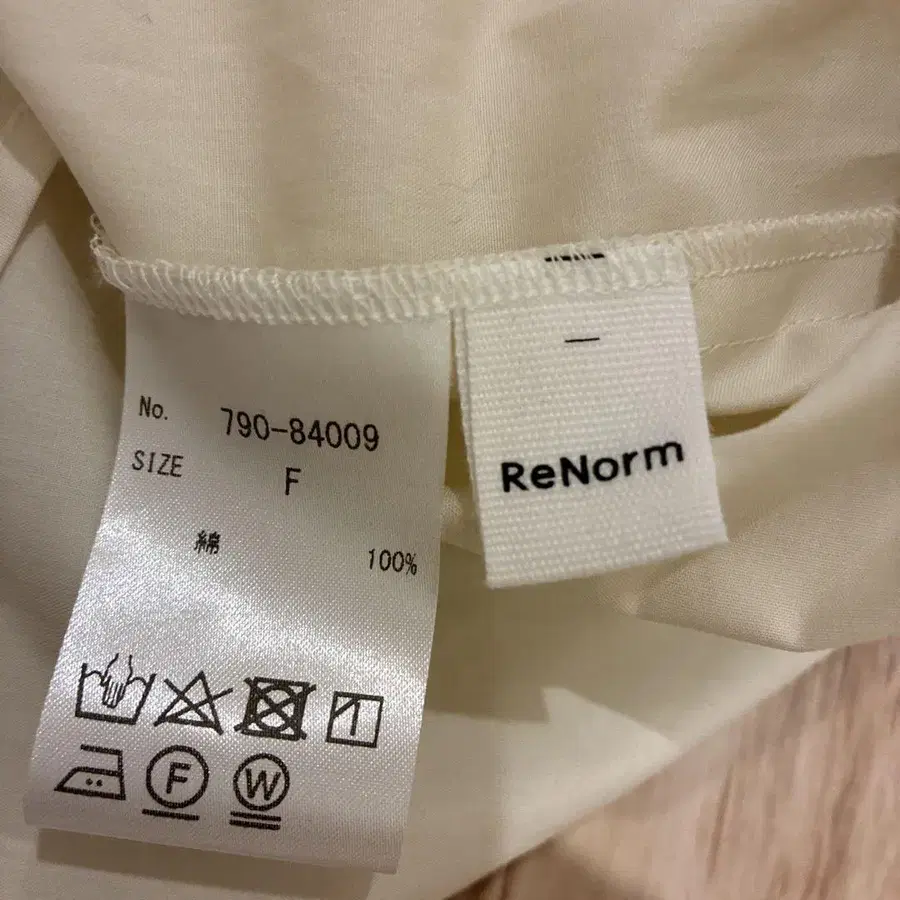 No. 790-84009
SIZE F
綿 100%
F W
ReNorm